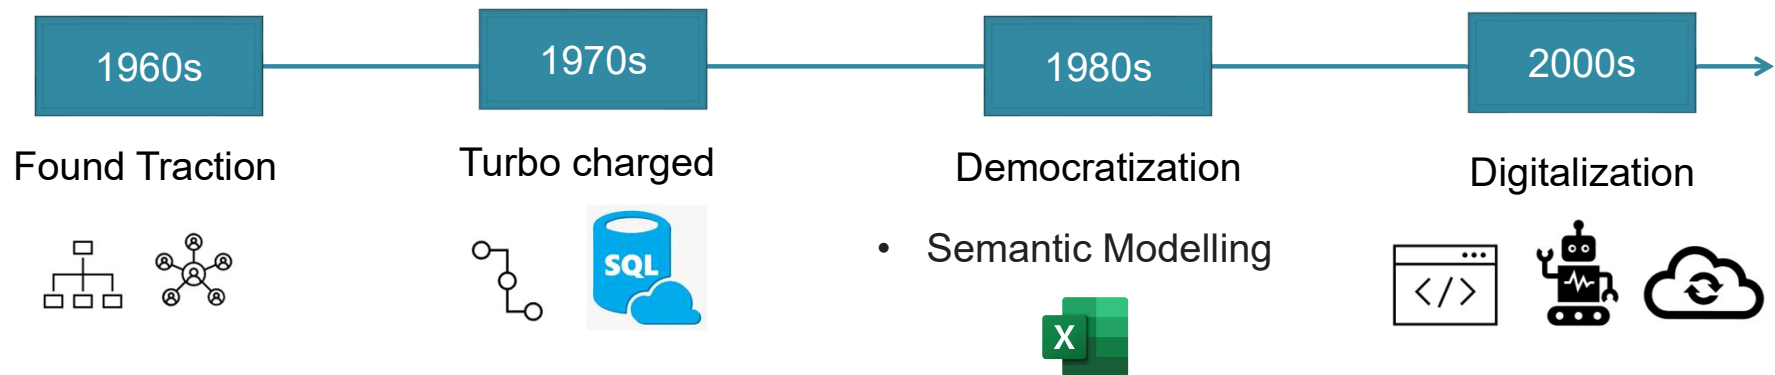 1960s
1970s
1980s
2000s
Found Traction
Turbo charged
Democratization
Digitalization
SQL
• Semantic Modelling
</>
X